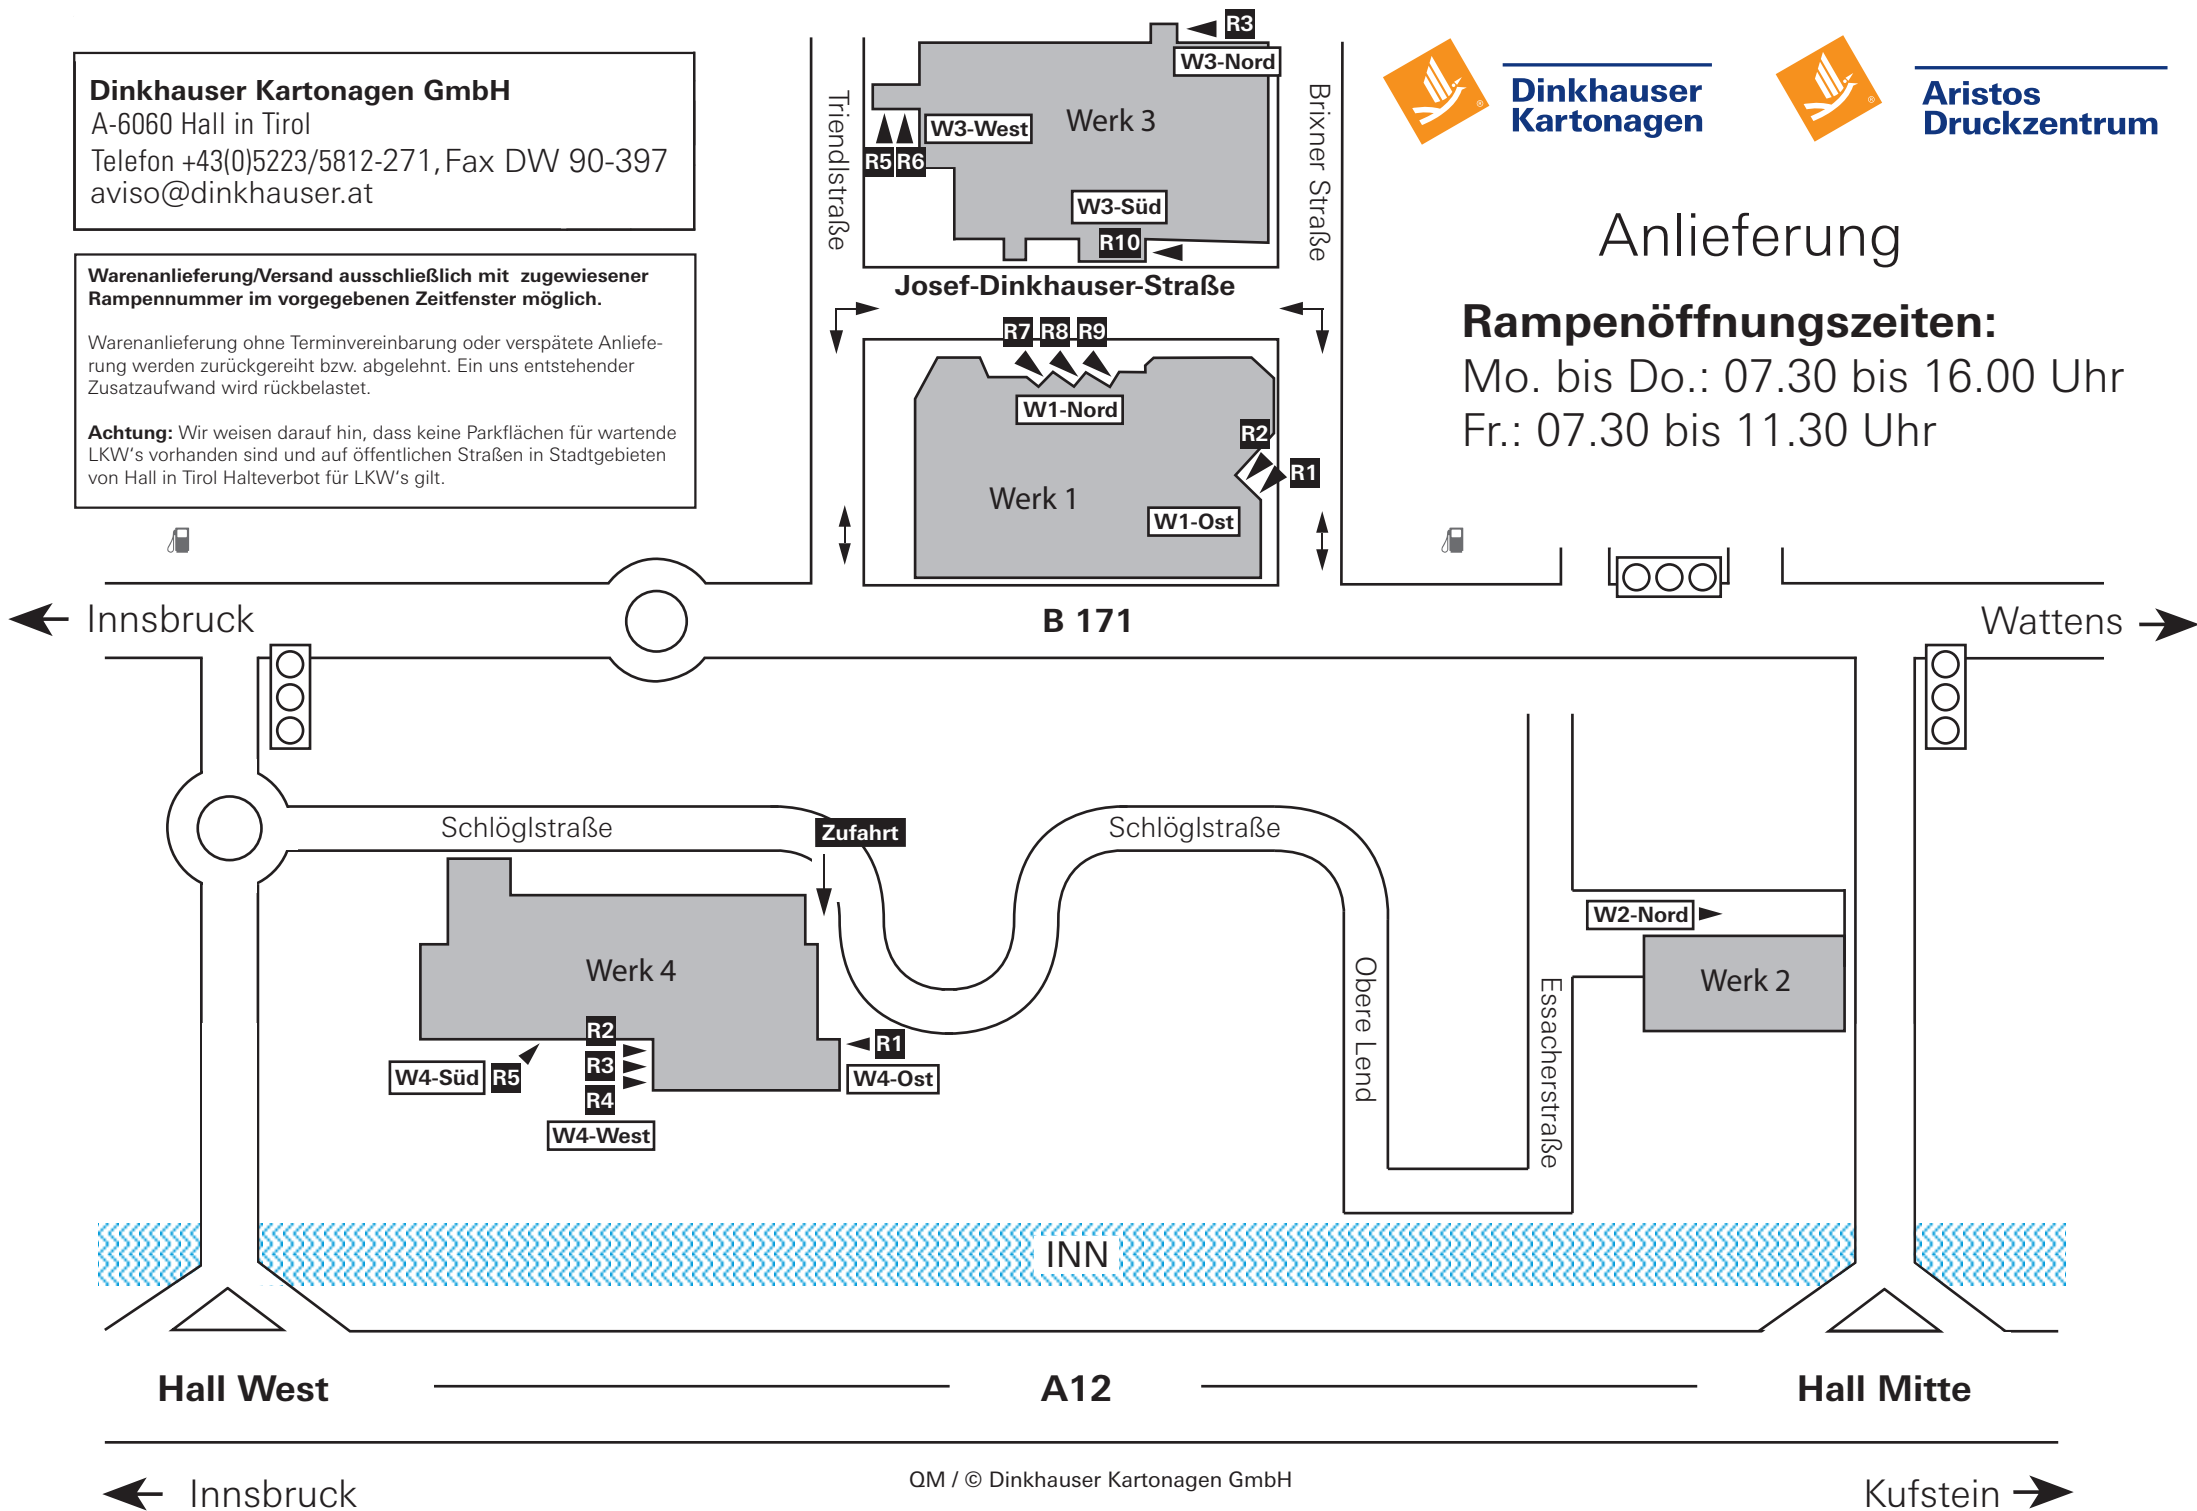 Dinkhauser Kartonagen GmbH
A-6060 Hall in Tirol
Telefon +43(0)5223/5812-271, Fax DW 90-397
aviso@dinkhauser.at
Warenanlieferung/Versand ausschließlich mit zugewiesener
Rampennummer im vorgegebenen Zeitfenster möglich.
Warenanlieferung ohne Terminvereinbarung oder verspätete Anliefe-
rung werden zurückgereiht bzw. abgelehnt. Ein uns entstehender
Zusatzaufwand wird rückbelastet.
Achtung: Wir weisen darauf hin, dass keine Parkflächen für wartende
LKW's vorhanden sind und auf öffentlichen Straßen in Stadtgebieten
von Hall in Tirol Halteverbot für LKW's gilt.
Triendlstraße
R3
W3-Nord
Werk 3
W3-West
R5 R6
W3-Süd
R10
Brixner Straße
Josef-Dinkhauser-Straße
R7 R8 R9
W1-Nord
R2
R1
Werk 1
W1-Ost
Dinkhauser
Kartonagen
®
Aristos
Druckzentrum
®
Anlieferung
Rampenöffnungszeiten:
Mo. bis Do.: 07.30 bis 16.00 Uhr
Fr.: 07.30 bis 11.30 Uhr
Innsbruck
B 171
Wattens
Schlöglstraße
Zufahrt
Schlöglstraße
W2-Nord
Werk 4
Werk 2
Obere Lend
Essacherstraße
R2
R1
R3
W4-Süd R5
W4-Ost
R4
W4-West
INN
Hall West
A12
Hall Mitte
Innsbruck
QM / © Dinkhauser Kartonagen GmbH
Kufstein